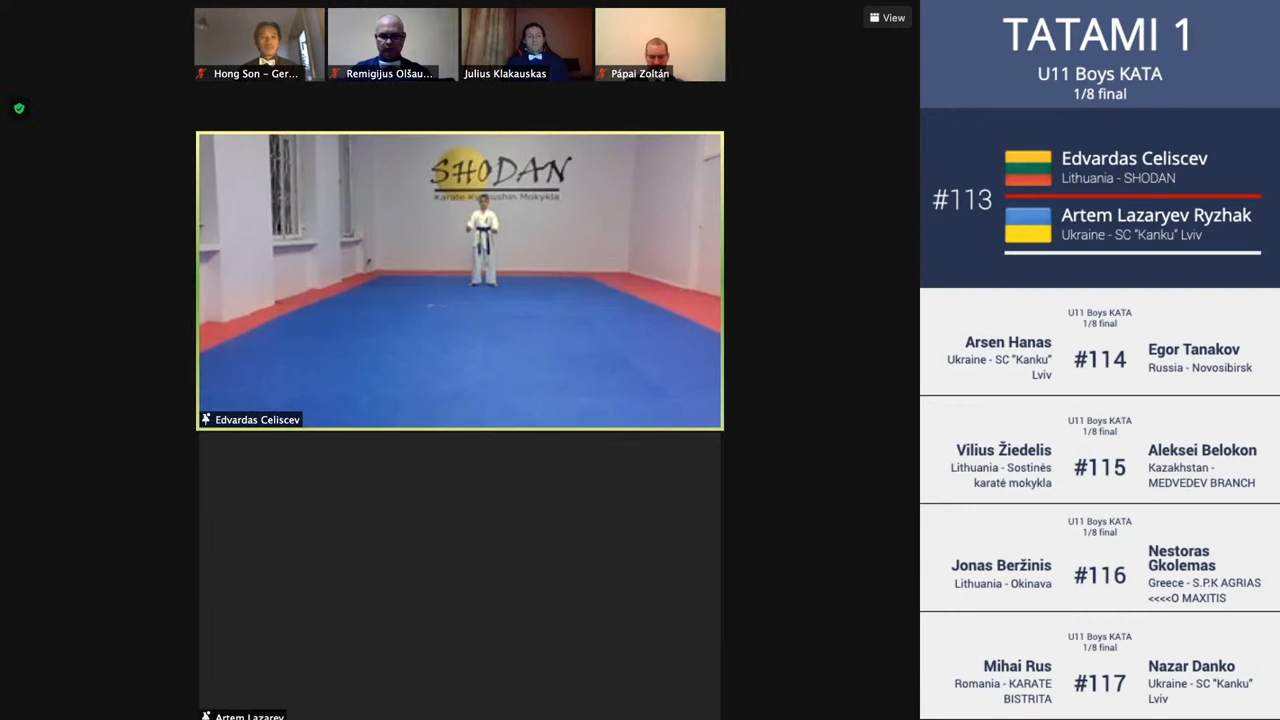 View
Hong Son – Ger...
Remigijus Olšau...
Julius Klakauskas
Pápai Zoltán
SHODAN
Karate Kyokushin Mokykla
Edvardas Celiscev
Artem Lazarev
TATAMI 1
U11 Boys KATA
1/8 final
#113
Edvardas Celiscev
Lithuania - SHODAN
Artem Lazaryev Ryzhak
Ukraine - SC "Kanku" Lviv
U11 Boys KATA
1/8 final
Arsen Hanas
Ukraine - SC "Kanku"
Lviv
#114
Egor Tanakov
Russia - Novosibirsk
U11 Boys KATA
1/8 final
Vilius Žiedelis
Lithuania - Sostinės
karatė mokykla
#115
Aleksei Belokon
Kazakhstan -
MEDVEDEV BRANCH
U11 Boys KATA
1/8 final
Jonas Beržinis
Lithuania - Okinava
#116
Nestoras
Gkolemas
Greece - S.P.K AGRIAS
<<<<O MAXITIS
U11 Boys KATA
1/8 final
Mihai Rus
Romania - KARATE
BISTRITA
#117
Nazar Danko
Ukraine - SC "Kanku"
Lviv